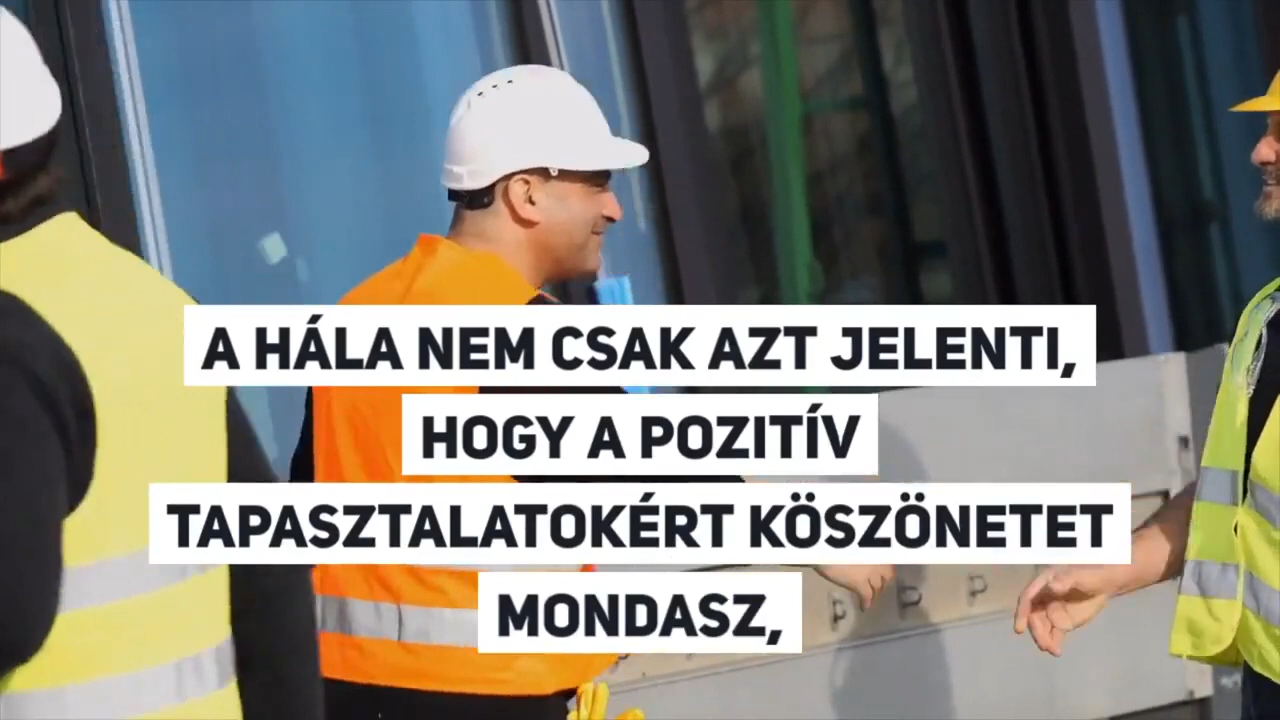 A HÁLA NEM CSAK AZT JELENTI,
HOGY A POZITÍV
TAPASZTALATOKÉRT KÖSZÖNETET
MONDASZ,